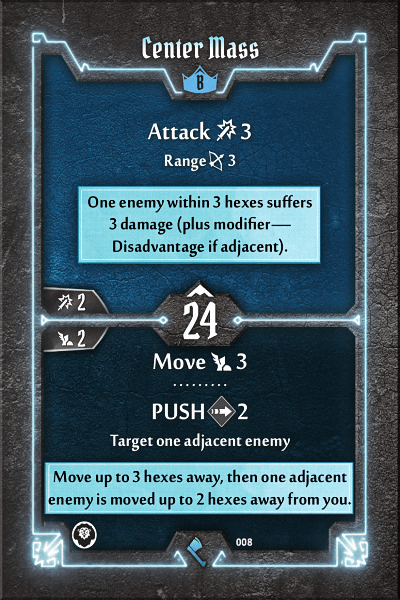 Center Mass
B
Attack 3
Range 3
One enemy within 3 hexes suffers
3 damage (plus modifier—
Disadvantage if adjacent).
2
24
2
Move 3
PUSH 2
Target one adjacent enemy
Move up to 3 hexes away, then one adjacent
enemy is moved up to 2 hexes away from you.
008